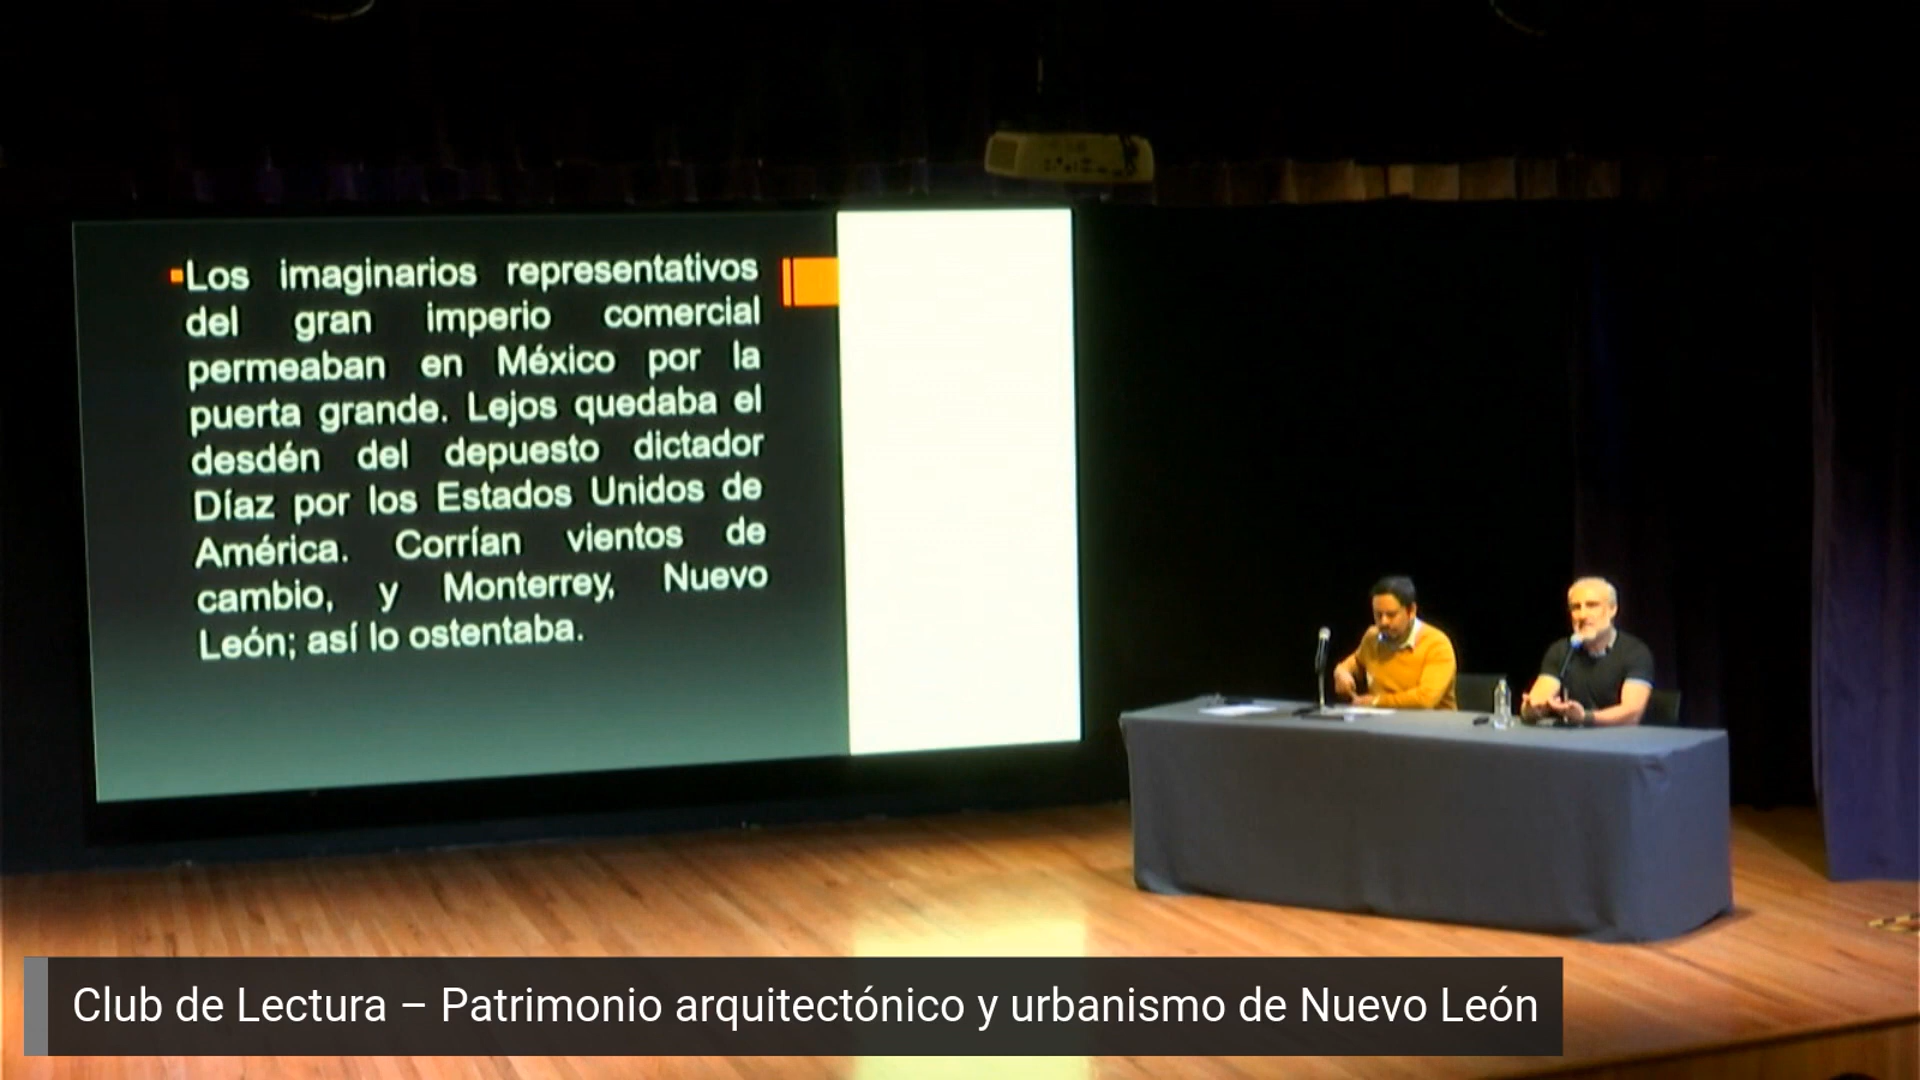 Los imaginarios representativos
del gran imperio comercial
permeaban en México por la
puerta grande. Lejos quedaba el
desdén del depuesto dictador
Díaz por los Estados Unidos de
América. Corrían vientos de
cambio, y Monterrey, Nuevo
León; así lo ostentaba.
Club de Lectura – Patrimonio arquitectónico y urbanismo de Nuevo León